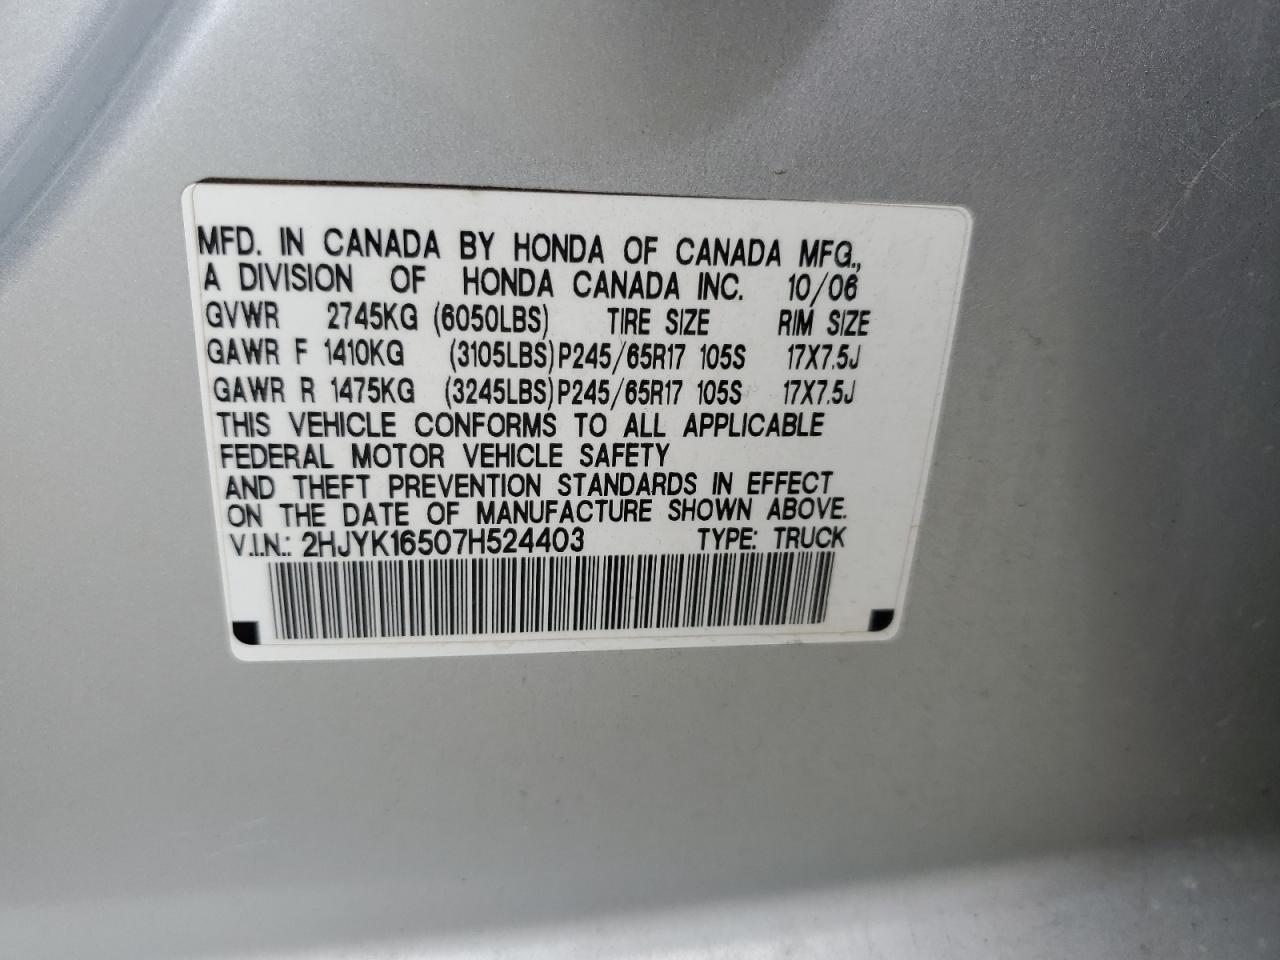 MFD. IN CANADA BY HONDA OF CANADA MFG.,
A DIVISION OF HONDA CANADA INC. 10/06
GVWR 2745KG (6050LBS) TIRE SIZE RIM SIZE
GAWR F 1410KG (3105LBS) P245/65R17 105S 17X7.5J
GAWR R 1475KG (3245LBS) P245/65R17 105S 17X7.5J
THIS VEHICLE CONFORMS TO ALL APPLICABLE
FEDERAL MOTOR VEHICLE SAFETY
AND THEFT PREVENTION STANDARDS IN EFFECT
ON THE DATE OF MANUFACTURE SHOWN ABOVE.
V.I.N.: 2HJYK16507H524403 TYPE: TRUCK